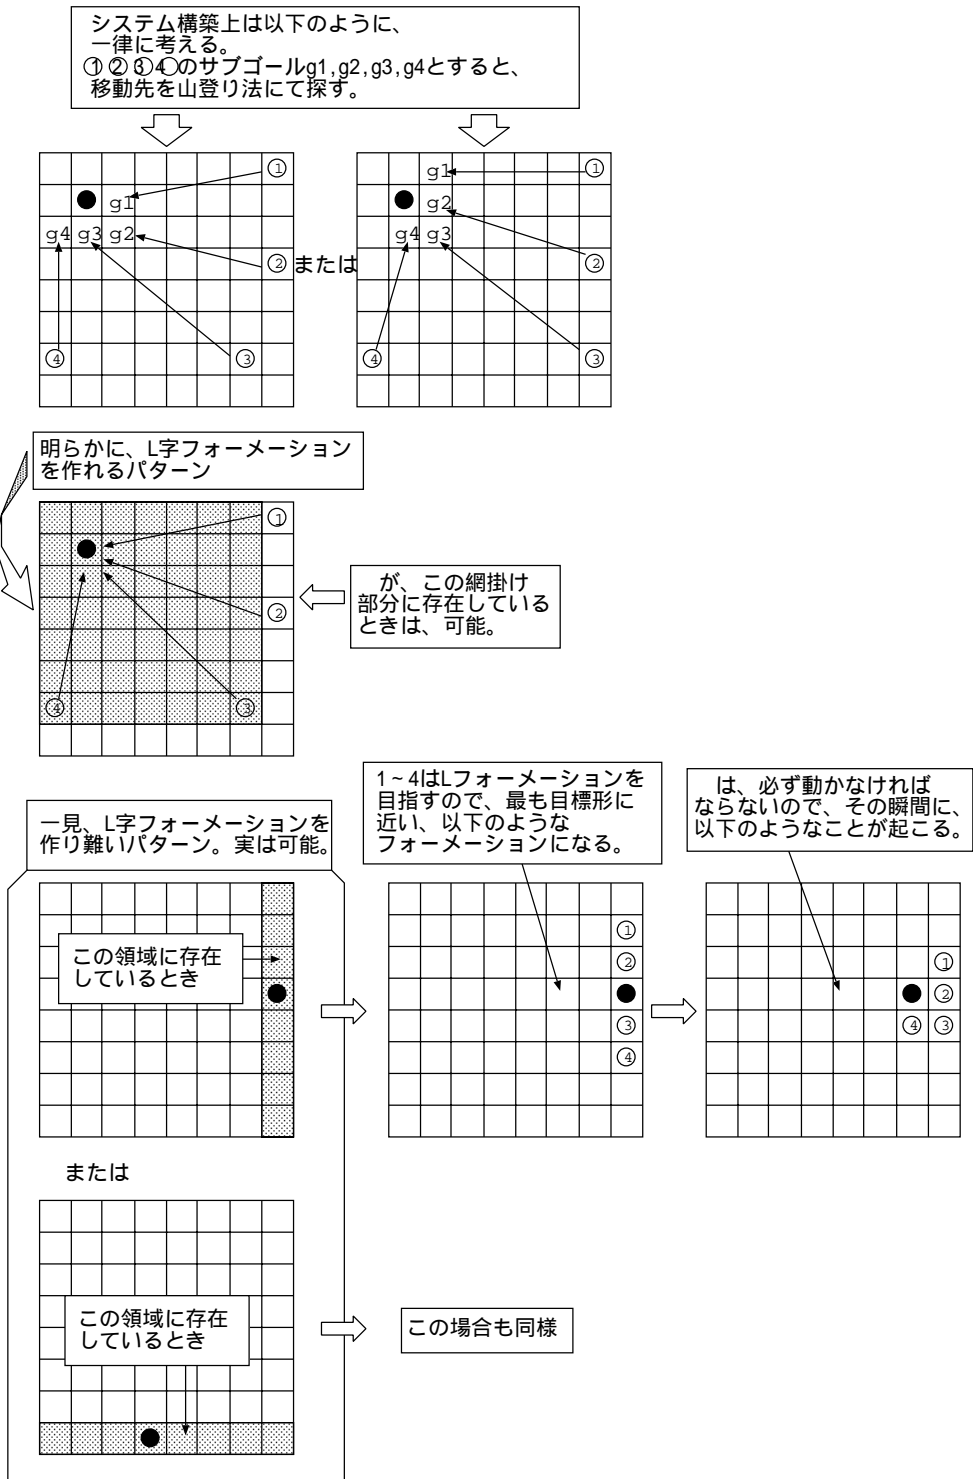 システム構築上は以下のように、
一律に考える。
①②③④のサブゴールg1,g2,g3,g4とすると、
移動先を山登り法にて探す。
①
g1
g4 g3 g2
②
④
③
または
g1
①
g2
g4 g3
②
④
③
明らかに、L字フォーメーション
を作れるパターン
①
②
④
③
が、この網掛け
部分に存在している
ときは、可能。
一見、L字フォーメーションを
作り難いパターン。実は可能。
1~4はLフォーメーションを
目指すので、最も目標形に
近い、以下のような
フォーメーションになる。
は、必ず動かなければ
ならないので、その瞬間に、
以下のようなことが起こる。
この領域に存在
しているとき
①
②
③
④
①
②
④ ③
または
この領域に存在
しているとき
この場合も同様